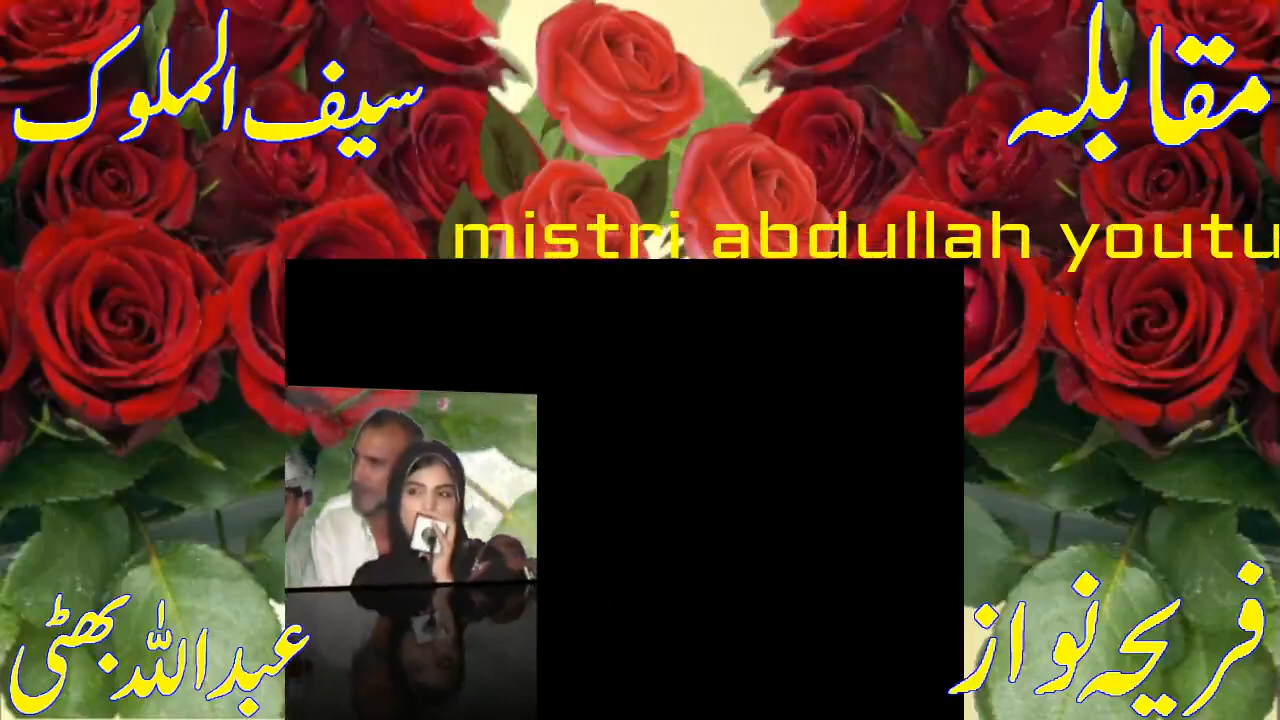 مقابلہ
سیف الملوک
mistri abdullah youtu
فریحہ نواز
عبداللہ بھٹی